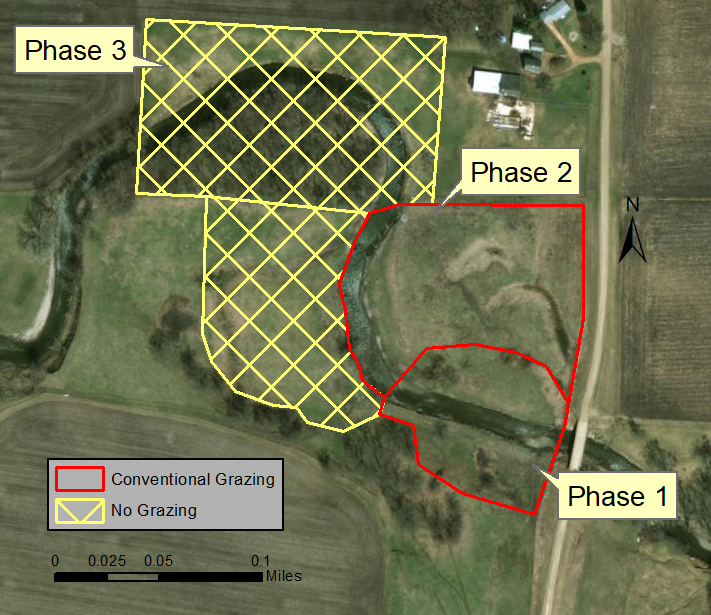 Phase 3
Phase 2
N
Phase 1
Conventional Grazing
No Grazing
0 0.025 0.05 0.1
Miles